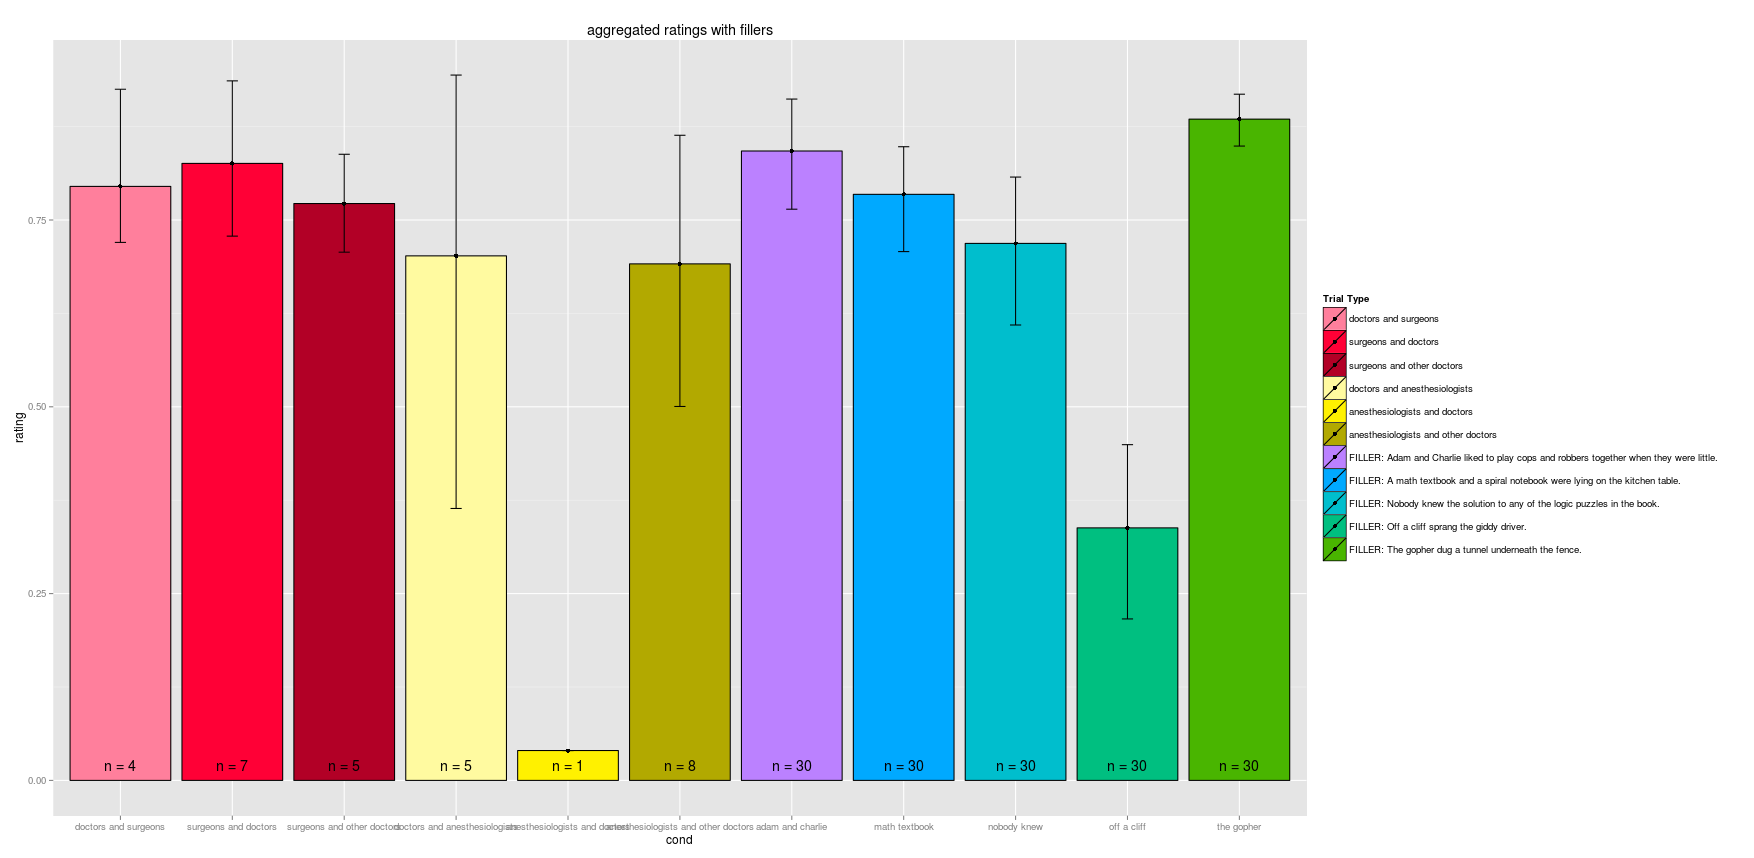 aggregated ratings with fillers
rating
0.75
0.50
0.25
0.00
n = 4
n = 7
n = 5
n = 5
n = 1
n = 8
n = 30
n = 30
n = 30
n = 30
n = 30
doctors and surgeons
surgeons and doctors
surgeons and other doctors
doctors and anesthesiologists
anesthesiologists and doctors
anesthesiologists and other doctors
adam and charlie
math textbook
nobody knew
off a cliff
the gopher
cond
Trial Type
doctors and surgeons
surgeons and doctors
surgeons and other doctors
doctors and anesthesiologists
anesthesiologists and doctors
anesthesiologists and other doctors
FILLER: Adam and Charlie liked to play cops and robbers together when they were little.
FILLER: A math textbook and a spiral notebook were lying on the kitchen table.
FILLER: Nobody knew the solution to any of the logic puzzles in the book.
FILLER: Off a cliff sprang the giddy driver.
FILLER: The gopher dug a tunnel underneath the fence.